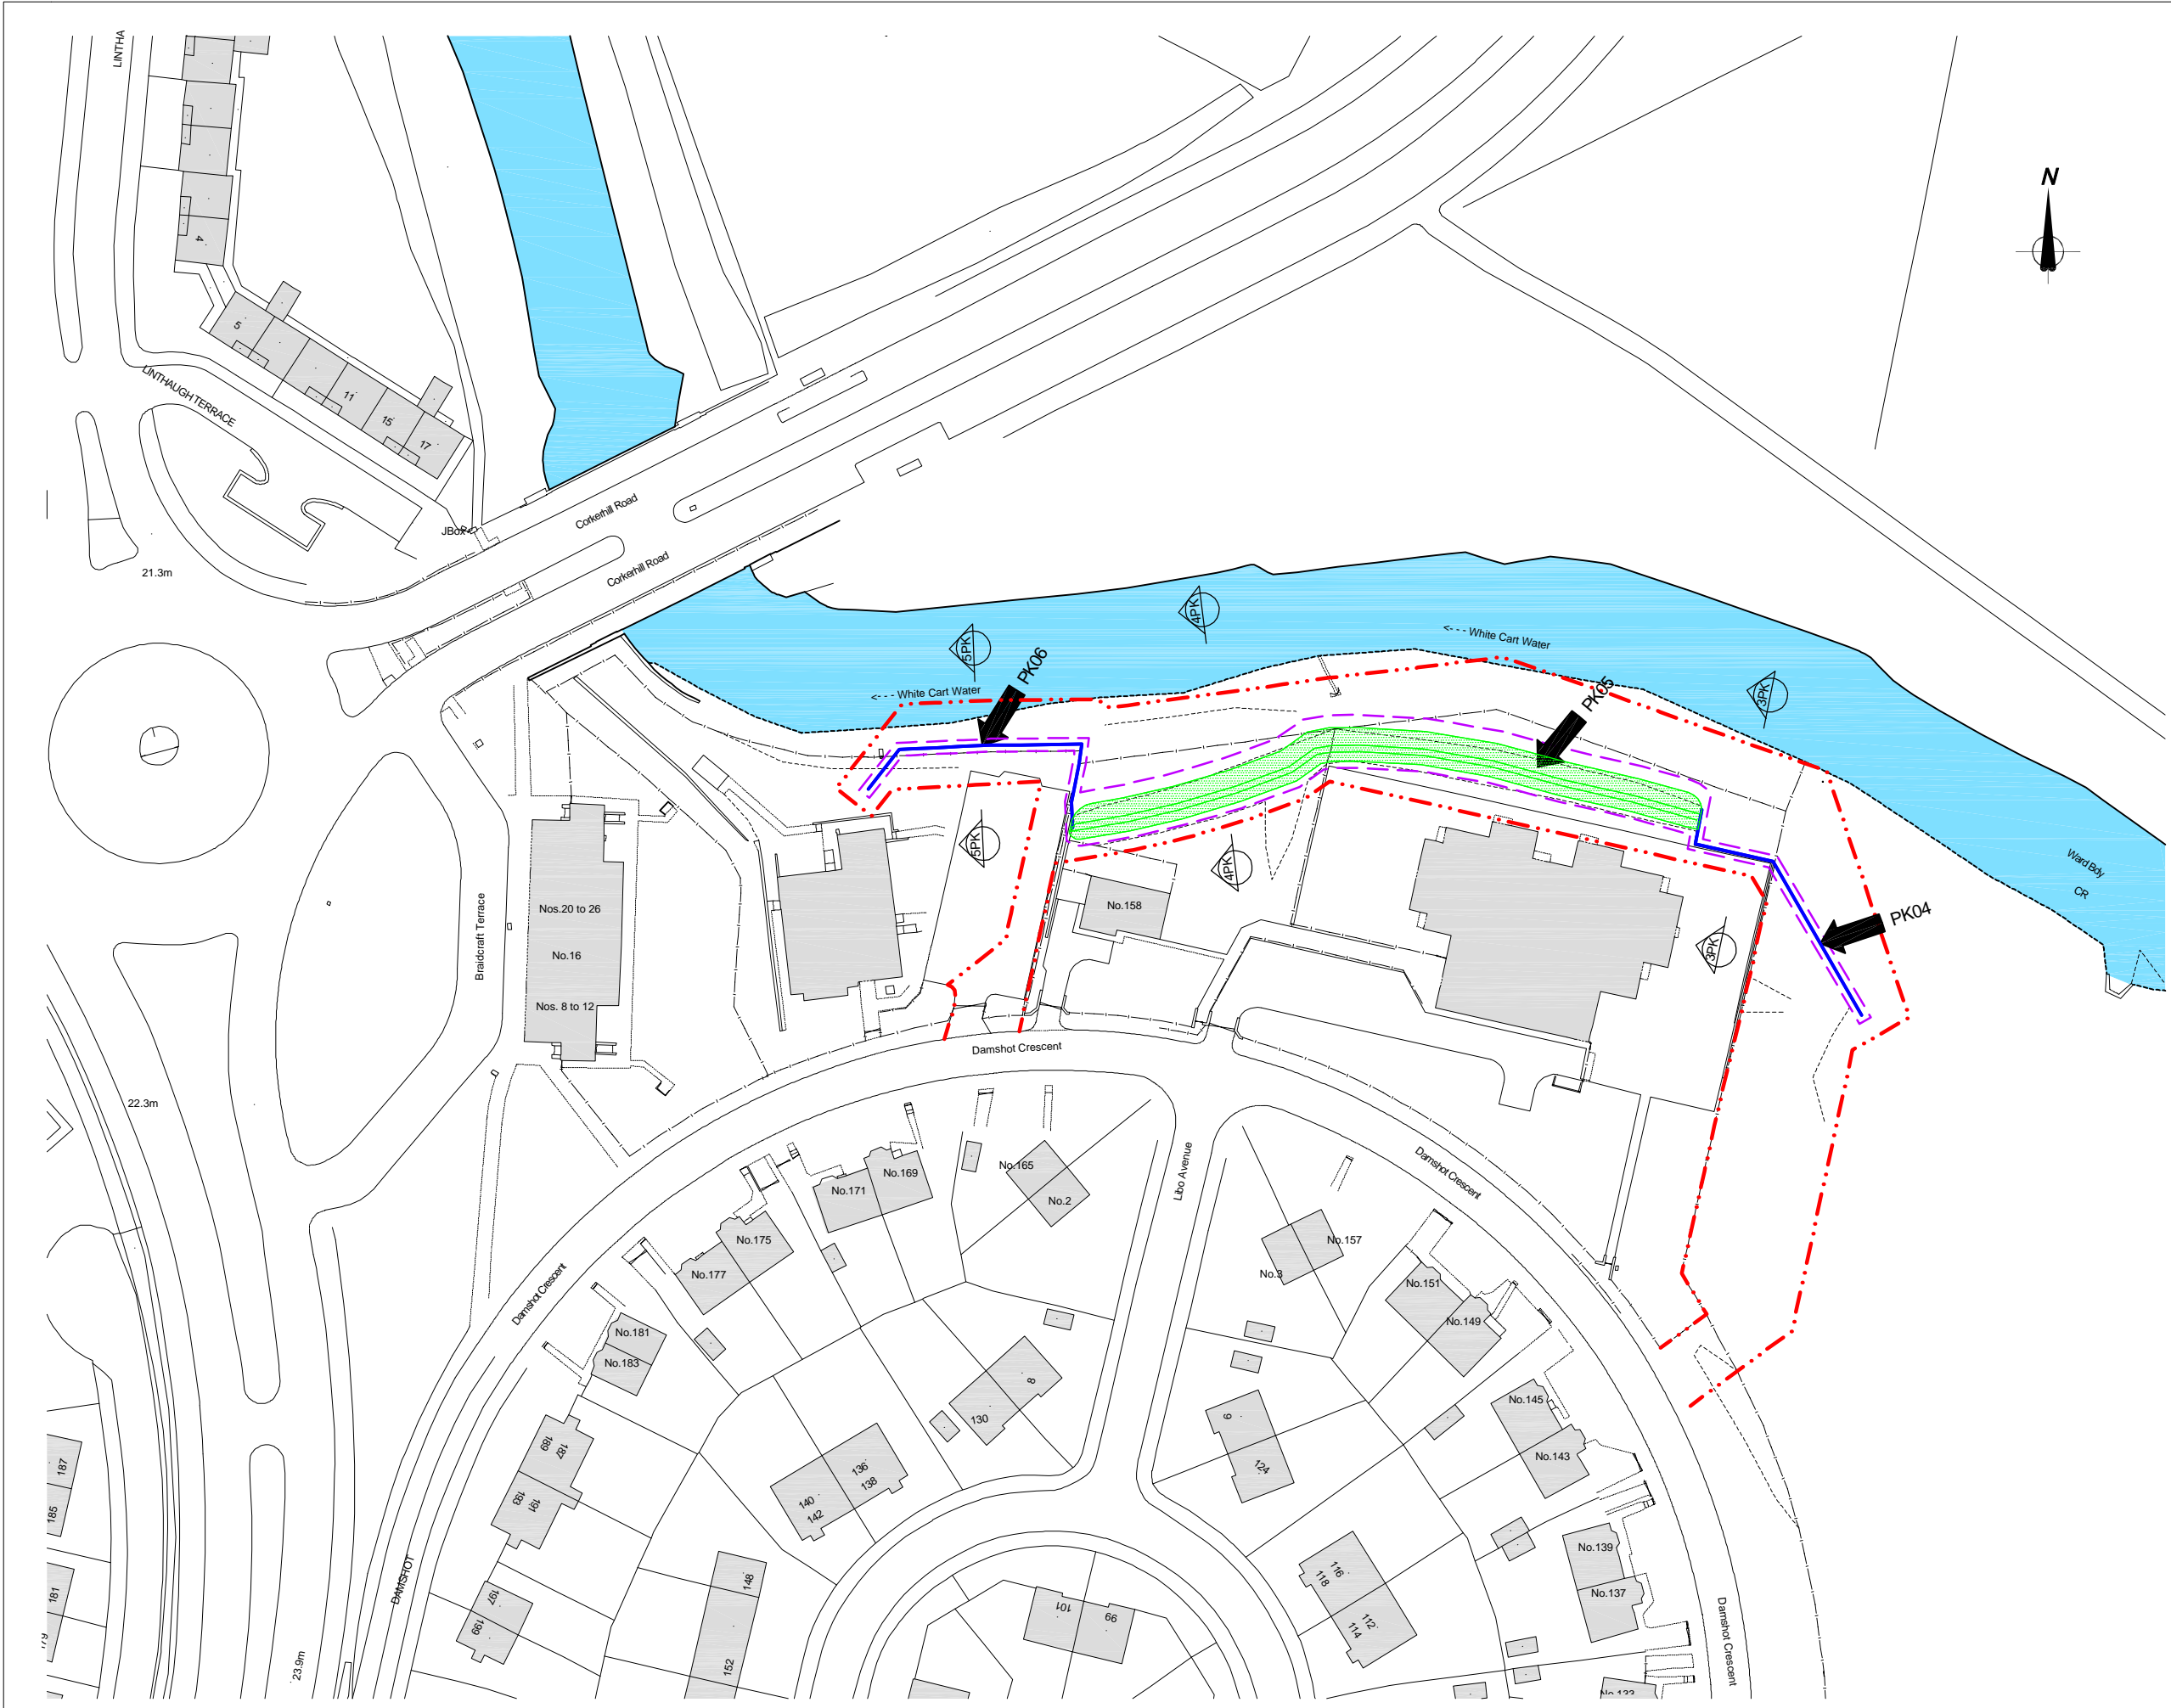 LINTHA
N
4
5
11
15
17
LINTHAUGH TERRACE
JBox
Corkerhill Road
Corkerhill Road
21.3m
4PK
5PK
<--- White Cart Water
PK06
<--- White Cart Water
PK05
3PK
5PK
4PK
3PK
PK04
Ward Bdy
CR
No.158
Nos.20 to 26
No.16
Nos. 8 to 12
Braidcraft Terrace
22.3m
Damshot Crescent
Libo Avenue
Damshot Crescent
No.165
No.2
No.169
No.171
No.175
No.177
No.157
No.3
No.151
No.149
Damshot Crescent
No.181
No.183
8
130
No.145
No.143
9
124
189
187
193
191
136
138
140
142
187
185
181
DAMSHOT
197
199
148
152
101
99
116
118
112
114
No.139
No.137
Damshot Crescent
23.9m
No.133